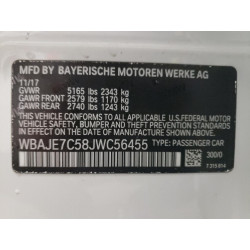 MFD BY BAYERISCHE MOTOREN WERKE AG
11/17
GVWR 5165 lbs 2343 kg
GAWR FRONT 2579 lbs 1170 kg
GAWR REAR 2740 lbs 1243 kg
THIS VEHICLE CONFORMS TO ALL APPLICABLE
U.S. FEDERAL MOTOR VEHICLE SAFETY, BUMPER,
AND THEFT PREVENTION STANDARDS IN EFFECT
ON THE DATE OF MANUFACTURE SHOWN ABOVE.
WBAJE7C58JWC56455 TYPE: PASSENGER CAR
300/0